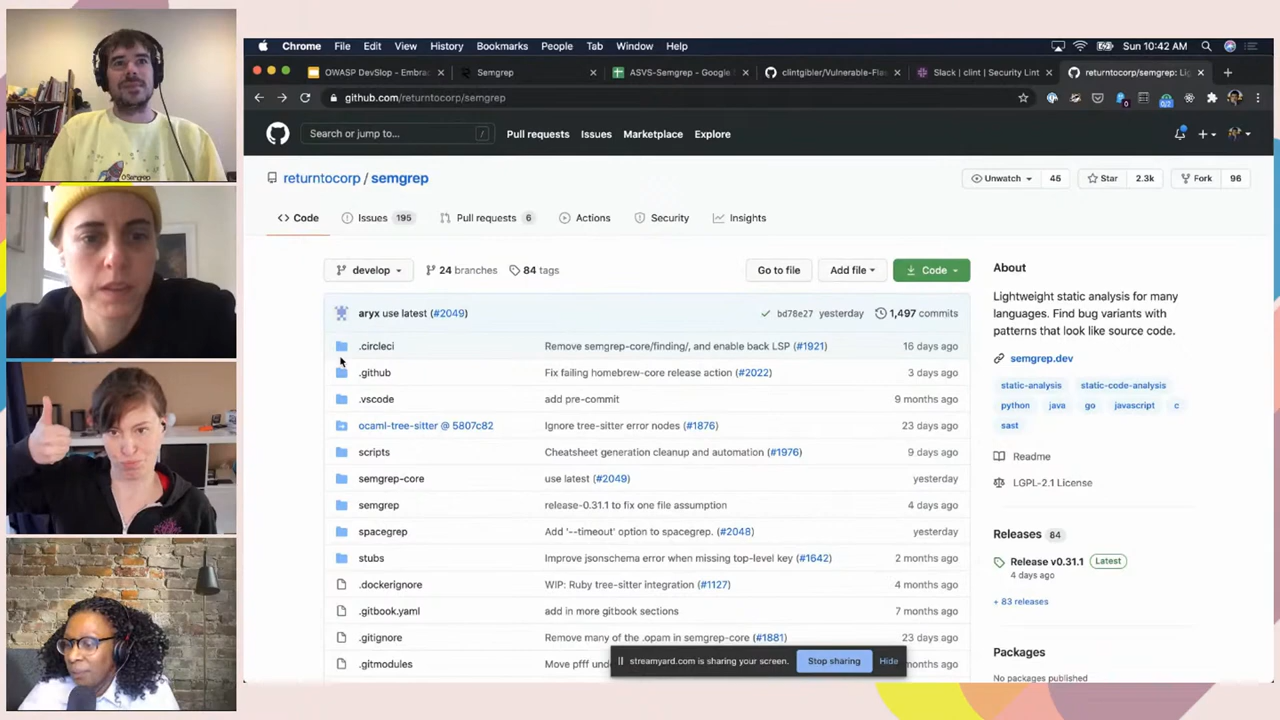 Chrome File Edit View History Bookmarks People Tab Window Help Sun 10:42 AM
OWASP DevSlop - Embrac Semgrep ASVS-Semgrep - Google clintgibler/Vulnerable-Fla Slack | clint | Security Lint returntocorp/semgrep: Lig
github.com/returntocorp/semgrep
Search or jump to... / Pull requests Issues Marketplace Explore
returntocorp / semgrep
Unwatch 46 Star 2.3k Fork 96
Code Issues 195 Pull requests 6 Actions Security Insights
develop 24 branches 84 tags Go to file Add file Code
aryx use latest (#2049) bd78e27 yesterday 1,497 commits
.circleci Remove semgrep-core/finding/, and enable back LSP (#1921) 16 days ago
.github Fix failing homebrew-core release action (#2022) 3 days ago
.vscode add pre-commit 9 months ago
ocaml-tree-sitter @ 5807c82 Ignore tree-sitter error nodes (#1876) 23 days ago
scripts Cheatsheet generation cleanup and automation (#1976) 9 days ago
semgrep-core use latest (#2049) yesterday
semgrep release-0.31.1 to fix one file assumption 4 days ago
spacegrep Add '--timeout' option to spacegrep. (#2048) yesterday
stubs Improve jsonschema error when missing top-level key (#1642) 2 months ago
.dockerignore WIP: Ruby tree-sitter integration (#1127) 4 months ago
.gitbook.yaml add in more gitbook sections 7 months ago
.gitignore Remove many of the .opam in semgrep-core (#1881) 23 days ago
.gitmodules Move pfff und months ago
About
Lightweight static analysis for many
languages. Find bug variants with
patterns that look like source code.
semgrep.dev
static-analysis static-code-analysis
python java go javascript c
sast
Readme
LGPL-2.1 License
Releases 84
Release v0.31.1 Latest
4 days ago
+ 83 releases
Packages
No packages published
streamyard.com is sharing your screen. Stop sharing Hide
Semgrep